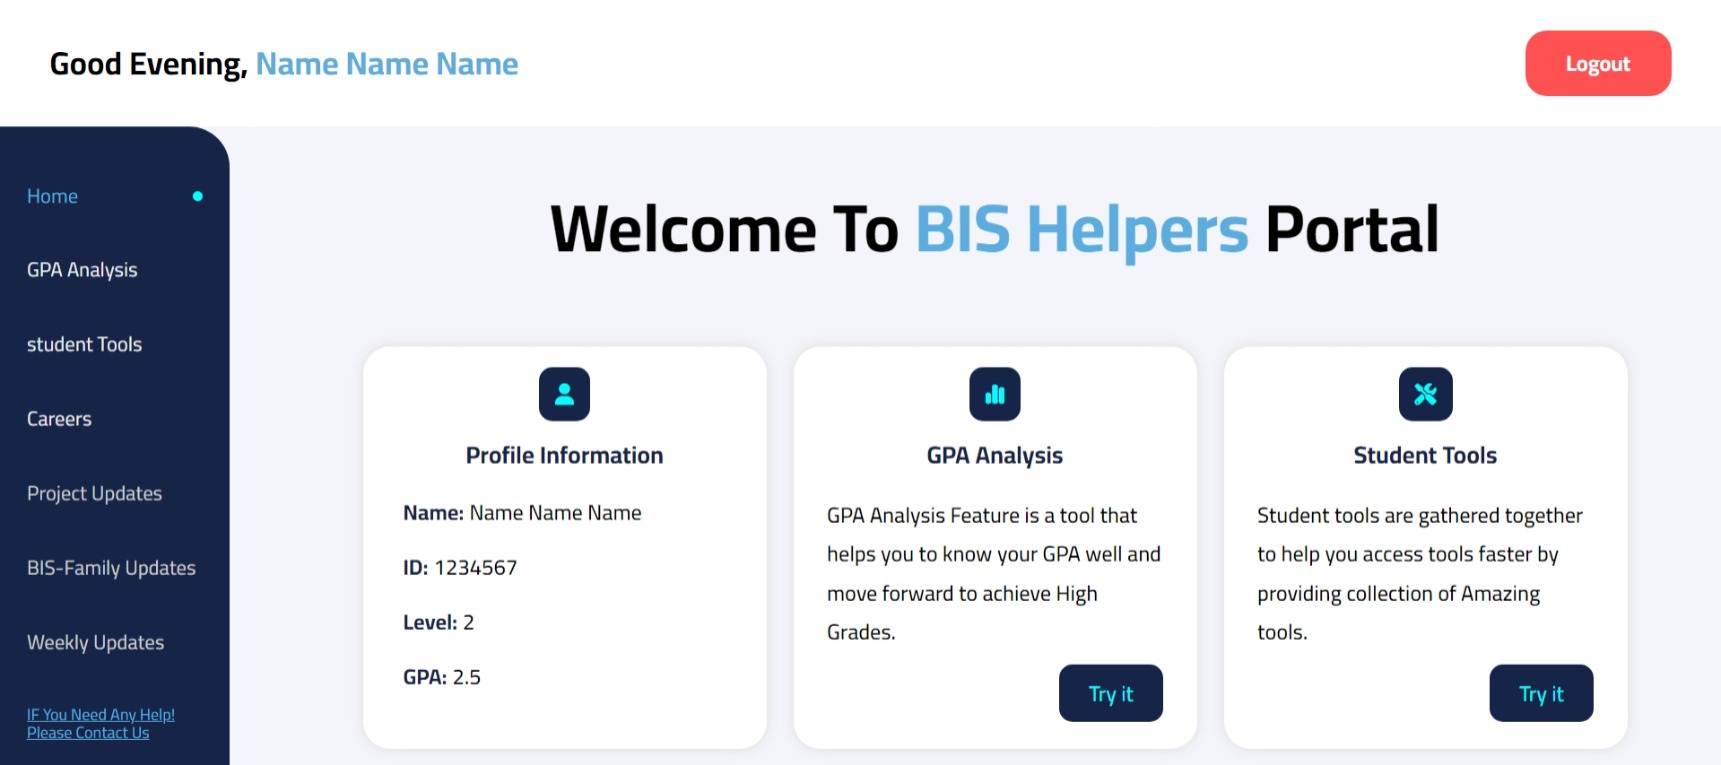 Good Evening, Name Name Name
Logout
Home
GPA Analysis
student Tools
Careers
Project Updates
BIS-Family Updates
Weekly Updates
IF You Need Any Help!
Please Contact Us
Welcome To BIS Helpers Portal
Profile Information
Name: Name Name Name
ID: 1234567
Level: 2
GPA: 2.5
GPA Analysis
GPA Analysis Feature is a tool that
helps you to know your GPA well and
move forward to achieve High
Grades.
Try it
Student Tools
Student tools are gathered together
to help you access tools faster by
providing collection of Amazing
tools.
Try it